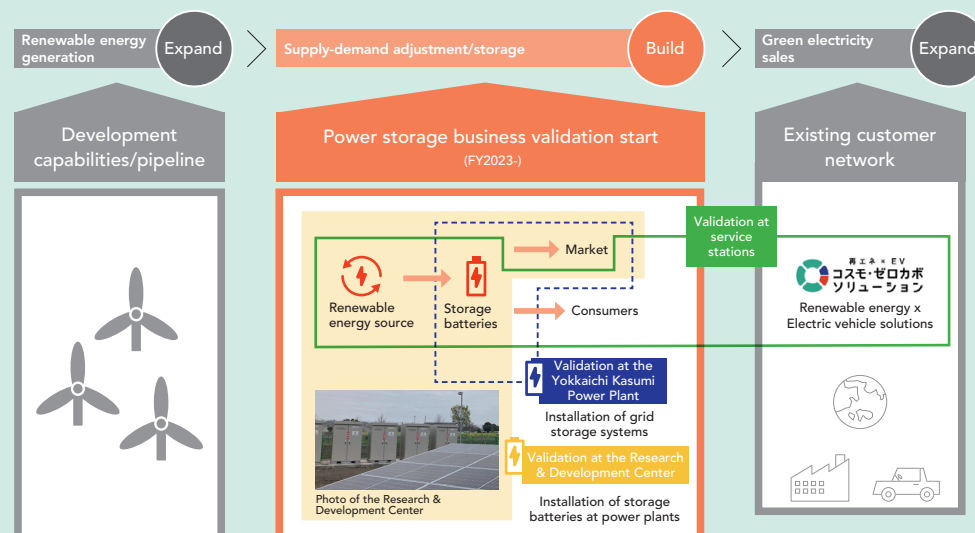 Renewable energy
generation
Expand
Supply-demand adjustment/storage
Build
Green electricity
sales
Expand
Development
capabilities/pipeline
Power storage business validation start
(FY2023-)
Existing customer
network
Validation at
service
stations
Market
Renewable
energy source
Storage
batteries
Consumers
再エネ × EV
コスモ・ゼロカボ
ソリューション
Renewable energy x
Electric vehicle solutions
Validation at the
Yokkaichi Kasumi
Power Plant
Installation of grid
storage systems
Validation at the Research
& Development Center
Installation of storage
batteries at power plants
Photo of the Research &
Development Center